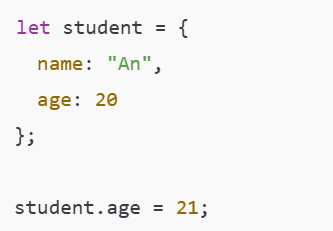 let student = {
  name: "An",
  age: 20
};

student.age = 21;